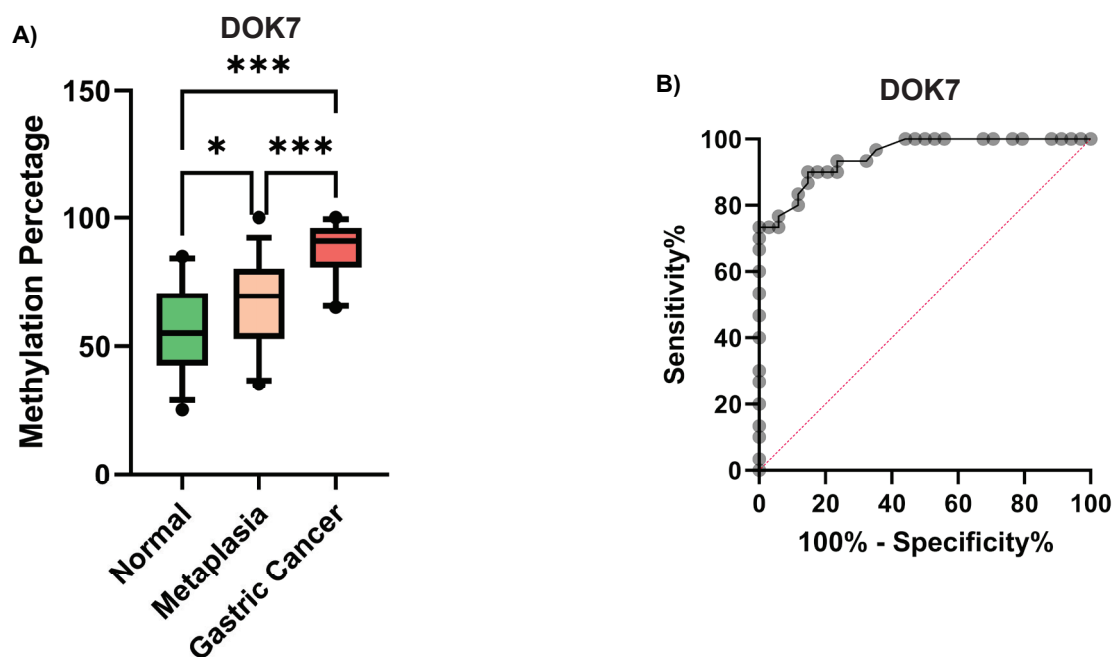 A)
DOK7
***
* ***
Methylation Percetage
150
100
50
0
Normal
Metaplasia
Gastric Cancer
B)
DOK7
Sensitivity%
100
80
60
40
20
0
0 20 40 60 80 100
100% - Specificity%